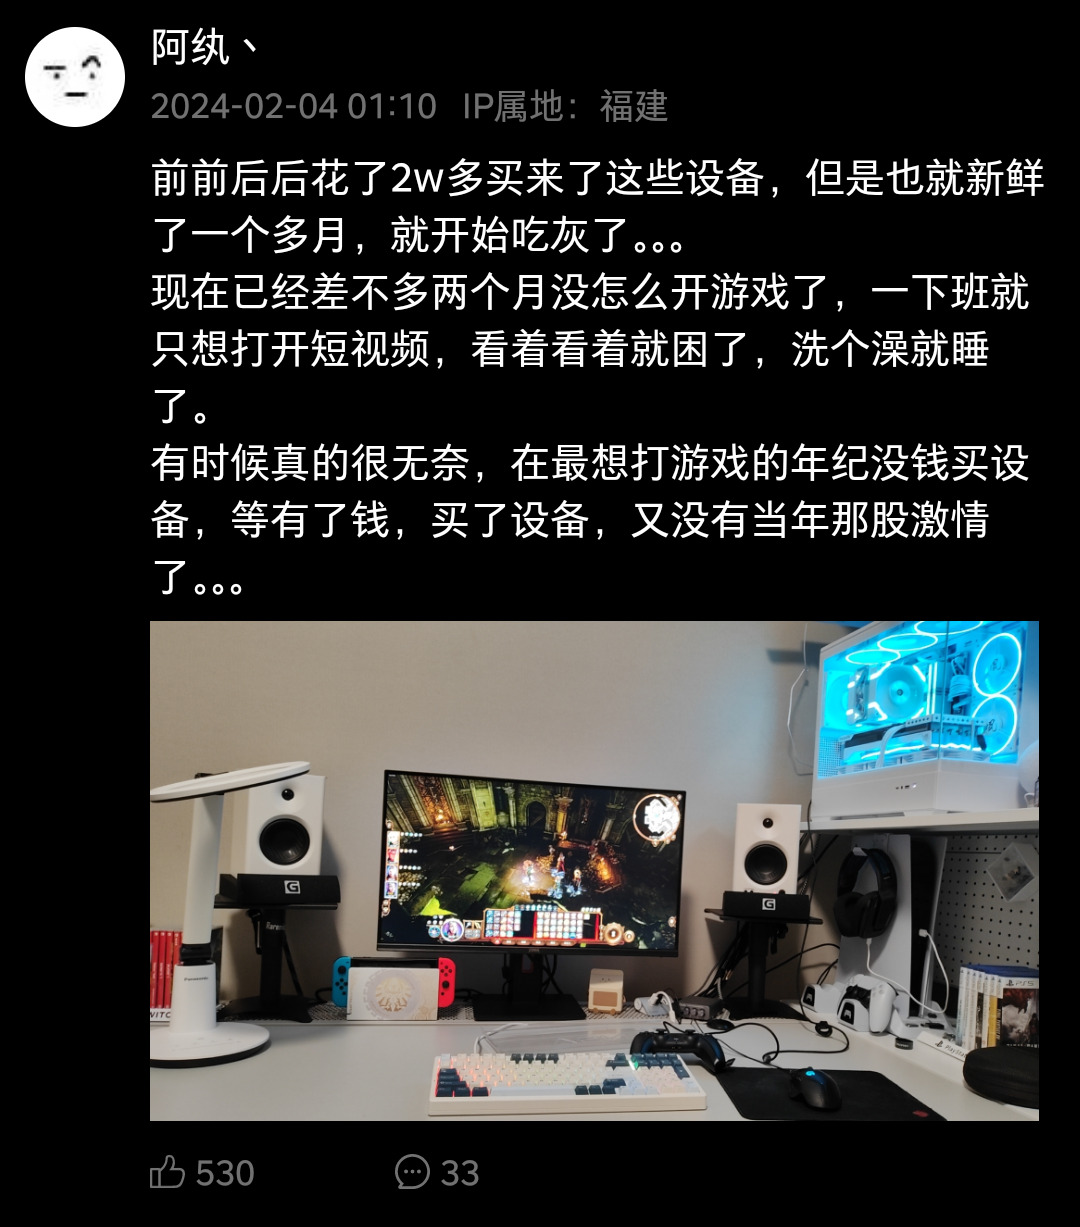 阿纨丶
2024-02-04 01:10 IP属地：福建
前前后后花了2w多买来了这些设备，但是也就新鲜
了一个多月，就开始吃灰了。。。
现在已经差不多两个月没怎么开游戏了，一下班就
只想打开短视频，看着看着就困了，洗个澡就睡
了。
有时候真的很无奈，在最想打游戏的年纪没钱买设
备，等有了钱，买了设备，又没有当年那股激情
了。。。
G
G
Panasonic
PS5
530
33